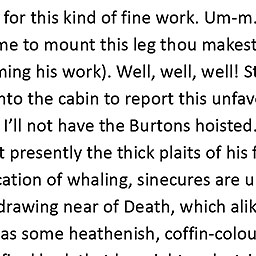 for this kind of fine work. Um-m.
me to mount this leg thou makest
ming his work). Well, well, well! St
nto the cabin to report this unfav
I'll not have the Burtons hoisted.
t presently the thick plaits of his f
cation of whaling, sinecures are u
drawing near of Death, which alik
as some heathenish, coffin-colou